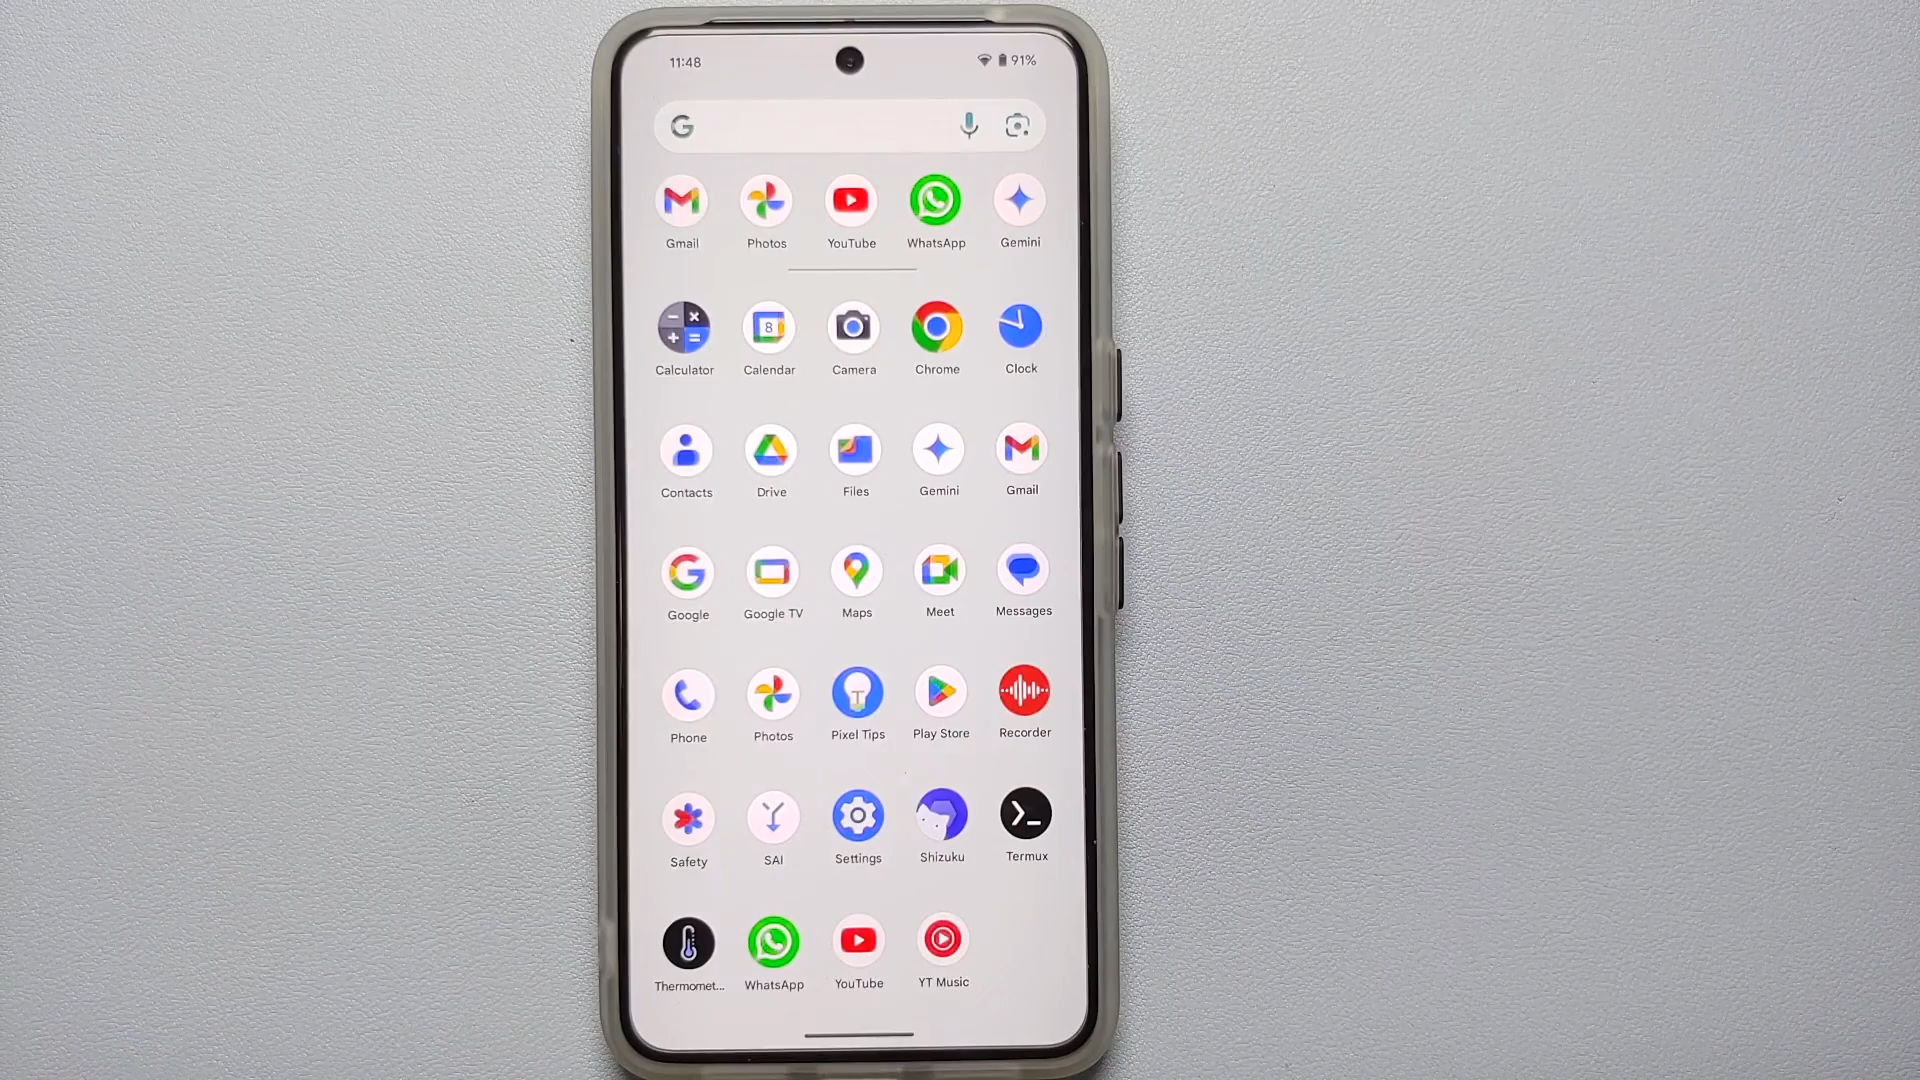 11:48 91%
G
Gmail Photos YouTube WhatsApp Gemini
8
Calculator Calendar Camera Chrome Clock
Contacts Drive Files Gemini Gmail
G
Google Google TV Maps Meet Messages
Phone Photos Pixel Tips Play Store Recorder
Safety SAI Settings Shizuku Termux
Thermomet... WhatsApp YouTube YT Music